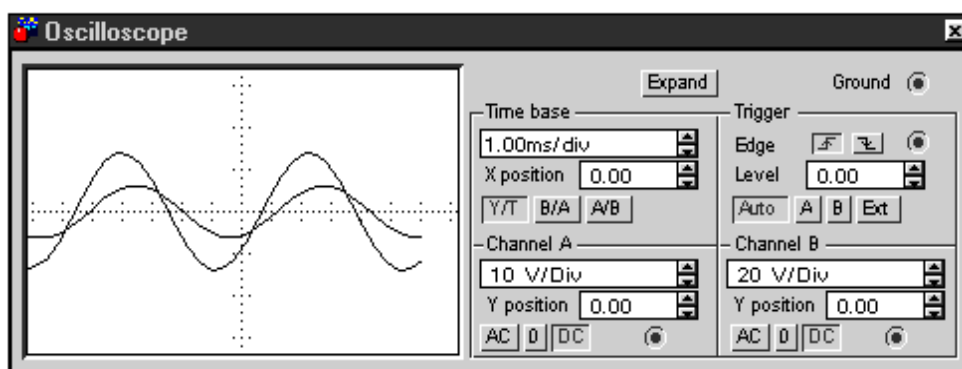 Oscilloscope
Expand
Ground
Time base
1.00ms/div
X position 0.00
Y/T B/A A/B
Trigger
Edge
Level 0.00
Auto A B Ext
Channel A
10 V/Div
Y position 0.00
AC 0 DC
Channel B
20 V/Div
Y position 0.00
AC 0 DC